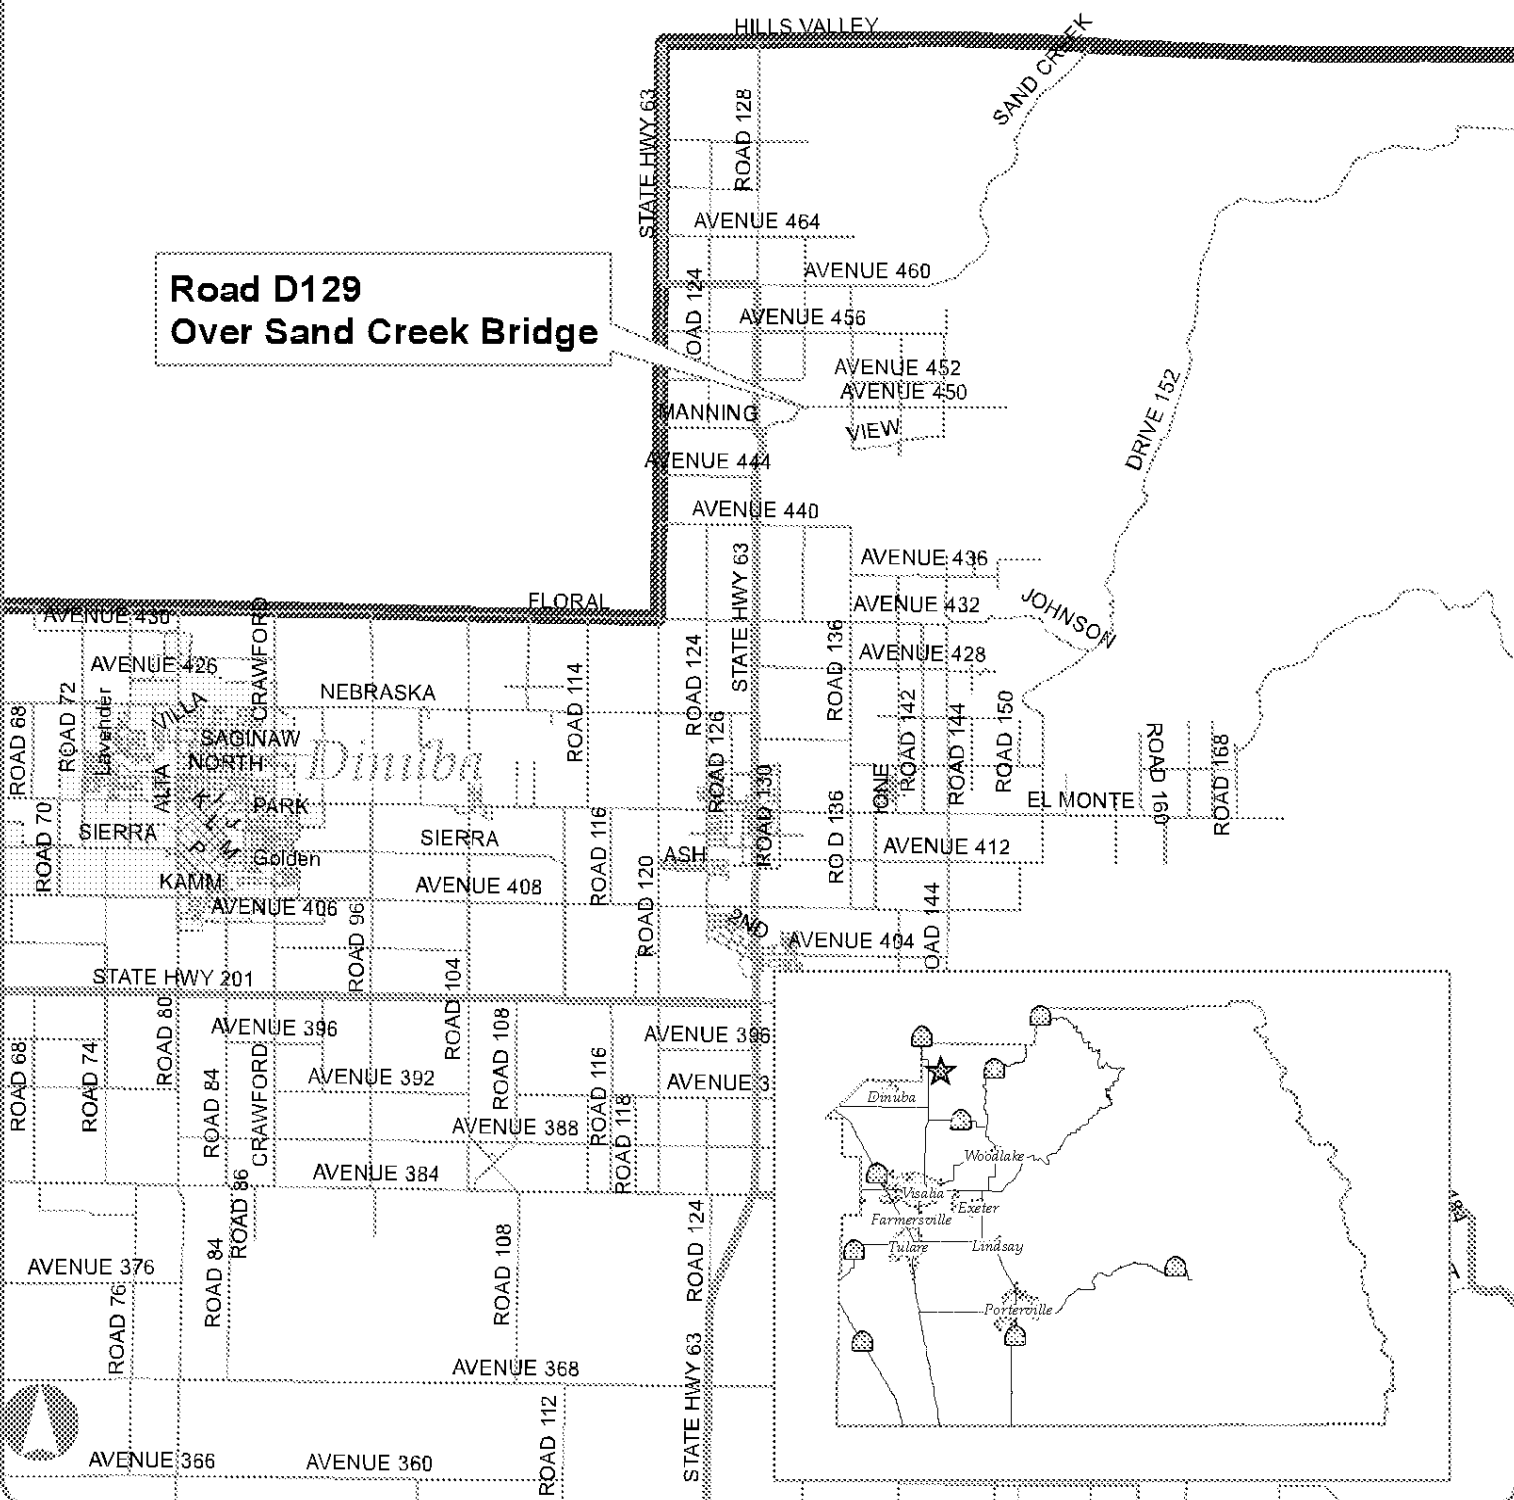 HILLS VALLEY
SAND CREEK
STATE HWY 63
ROAD 128
AVENUE 464
AVENUE 460
ROAD 124
Road D129
Over Sand Creek Bridge
AVENUE 456
AVENUE 452
AVENUE 450
MANNING
VIEW
DRIVE 152
AVENUE 444
AVENUE 440
STATE HWY 63
AVENUE 436
AVENUE 432
JOHNSON
FLORAL
AVENUE 430
CRAWFORD
AVENUE 426
AVENUE 428
ROAD 136
ROAD 124
ROAD 114
NEBRASKA
ROAD 68
ROAD 72
Lavender
VILLA
SAGINAW
NORTH
Dinuba
ROAD 126
ROAD 142
ROAD 144
ROAD 150
ROAD 160
ROAD 168
ALTA
PARK
EL MONTE
IONE
ROAD 130
RO D 136
ROAD 70
SIERRA
SIERRA
ROAD 116
AVENUE 412
ASH
Golden
KAMM
AVENUE 408
AVENUE 406
ROAD 96
ROAD 120
2ND
AVENUE 404
OAD 144
STATE HWY 201
ROAD 104
ROAD 80
AVENUE 396
ROAD 108
AVENUE 396
ROAD 68
ROAD 74
ROAD 84
CRAWFORD
AVENUE 392
ROAD 116
AVENUE 3
ROAD 118
AVENUE 388
AVENUE 384
ROAD 86
ROAD 84
ROAD 108
ROAD 124
AVENUE 376
ROAD 76
STATE HWY 63
AVENUE 368
ROAD 112
AVENUE 366
AVENUE 360
Dinuba
Woodlake
Visalia
Exeter
Farmersville
Tulare
Lindsay
Porterville